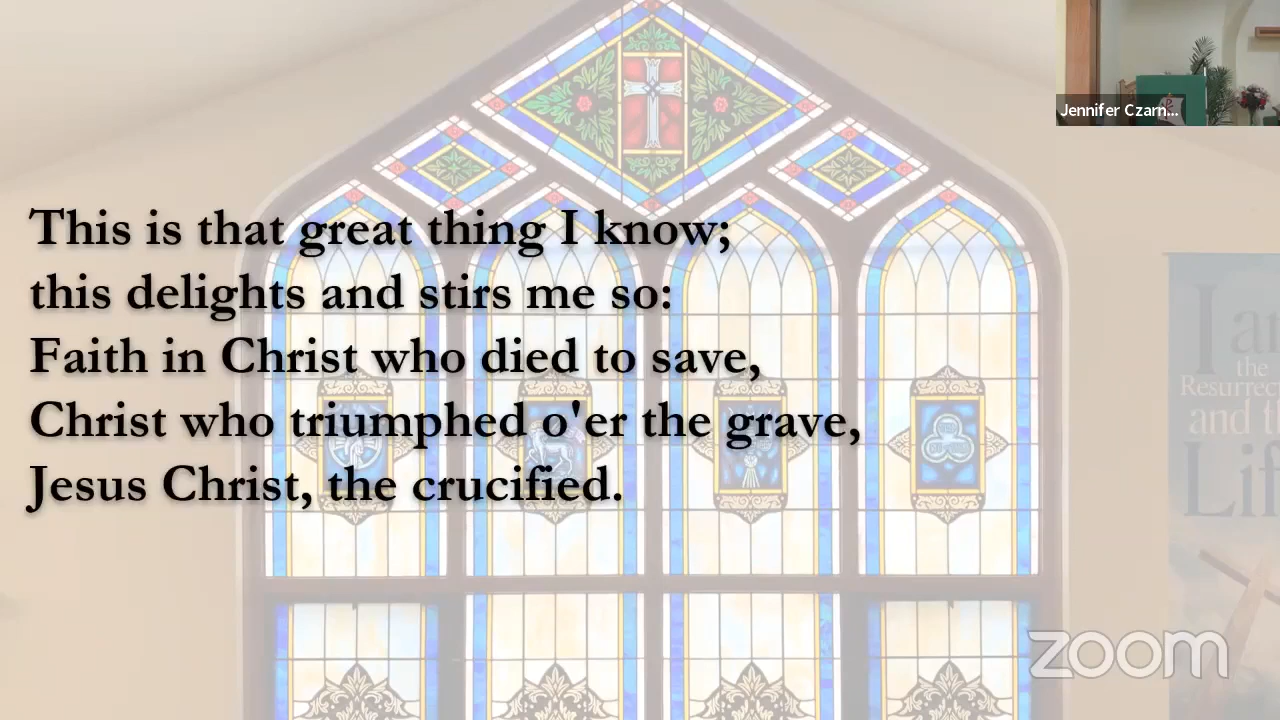 Jennifer Czarn...
This is that great thing I know;
this delights and stirs me so:
Faith in Christ who died to save,
Christ who triumphed o'er the grave,
Jesus Christ, the crucified.
I a
the
and t
zoom